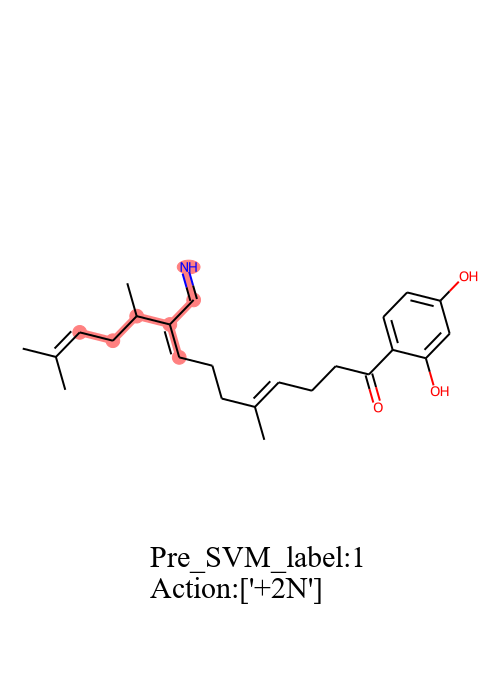 NH
OH
OH
O
Pre_SVM_label:1
Action:['+2N']